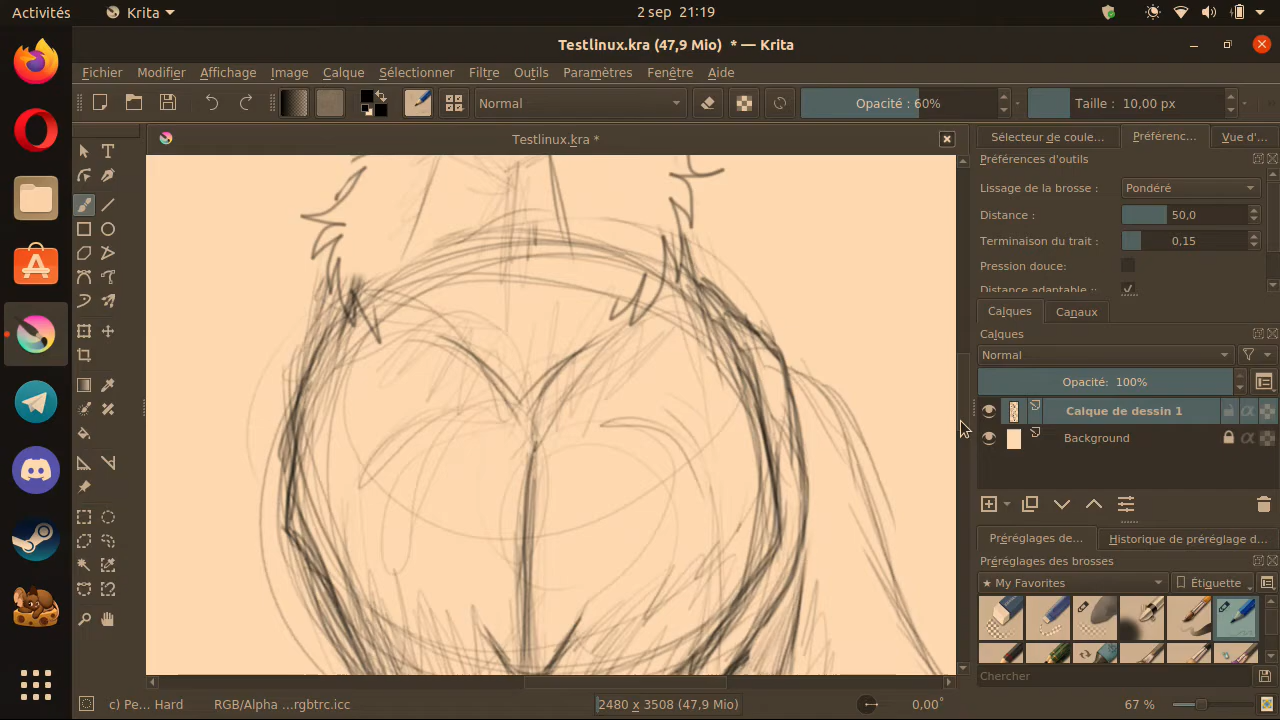 Activités
Krita
2 sep 21:19
Testlinux.kra (47,9 Mio) * — Krita
Fichier Modifier Affichage Image Calque Sélectionner Filtre Outils Paramètres Fenêtre Aide
Normal
Opacité : 60%
Taille : 10,00 px
Testlinux.kra *
Sélecteur de coule...
Préférenc...
Vue d'...
Préférences d'outils
Lissage de la brosse : Pondéré
Distance : 50,0
Terminaison du trait : 0,15
Pression douce:
Distance adaptable :
Calques Canaux
Calques
Normal
Opacité: 100%
Calque de dessin 1
Background
Préréglages de...
Historique de préréglage d...
Préréglages des brosses
★ My Favorites
Étiquette
Chercher
c) Pe... Hard
RGB/Alpha ...rgbtrc.icc
2480 x 3508 (47,9 Mio)
0,00°
67 %